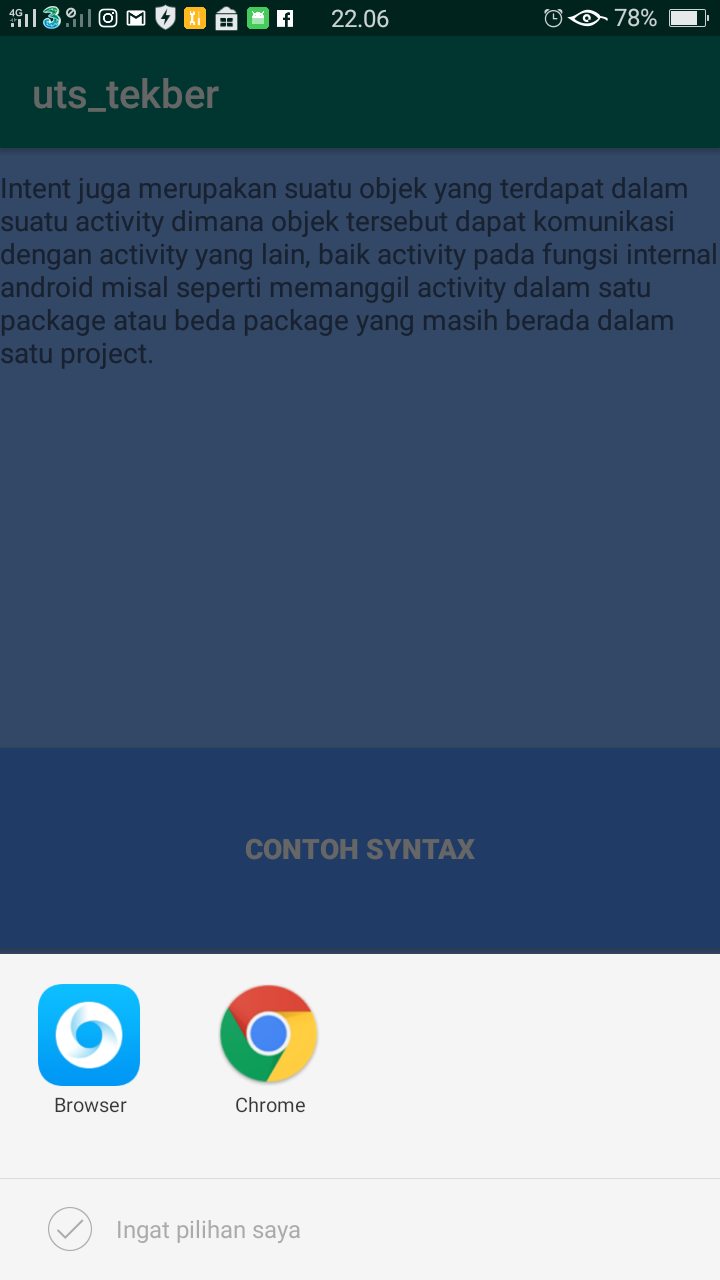 4G 3 22.06 78%
uts_tekber
Intent juga merupakan suatu objek yang terdapat dalam
suatu activity dimana objek tersebut dapat komunikasi
dengan activity yang lain, baik activity pada fungsi internal
android misal seperti memanggil activity dalam satu
package atau beda package yang masih berada dalam
satu project.
CONTOH SYNTAX
Browser Chrome
Ingat pilihan saya